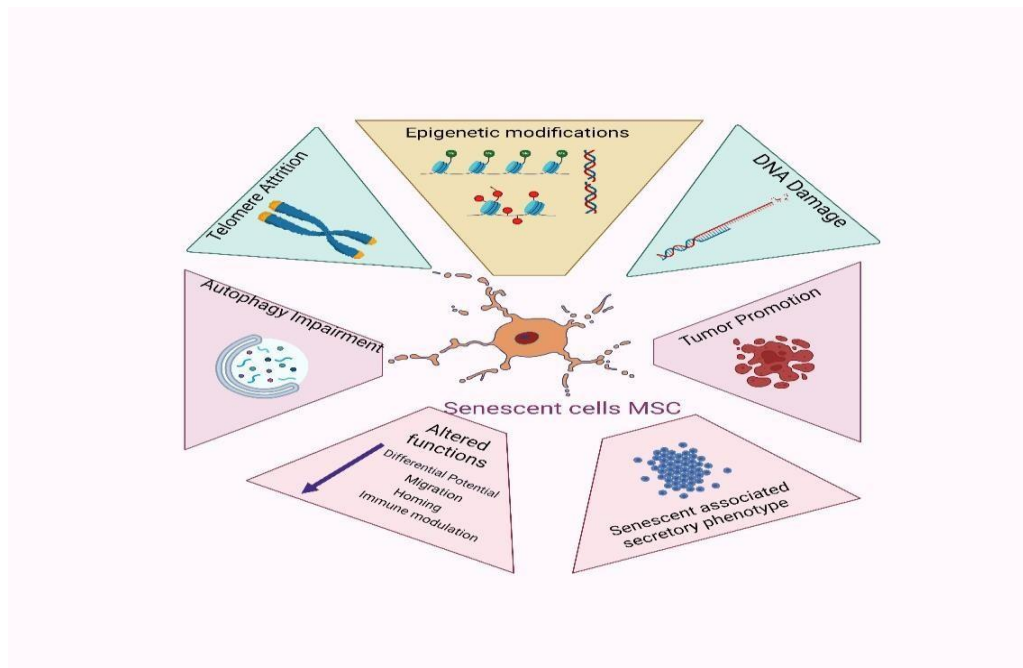 Epigenetic modifications
Telomere Attrition
DNA Damage
Autophagy Impairment
Tumor Promotion
Senescent cells MSC
Altered
functions
Differential Potential
Migration
Homing
Immune modulation
Senescent associated
secretory phenotype